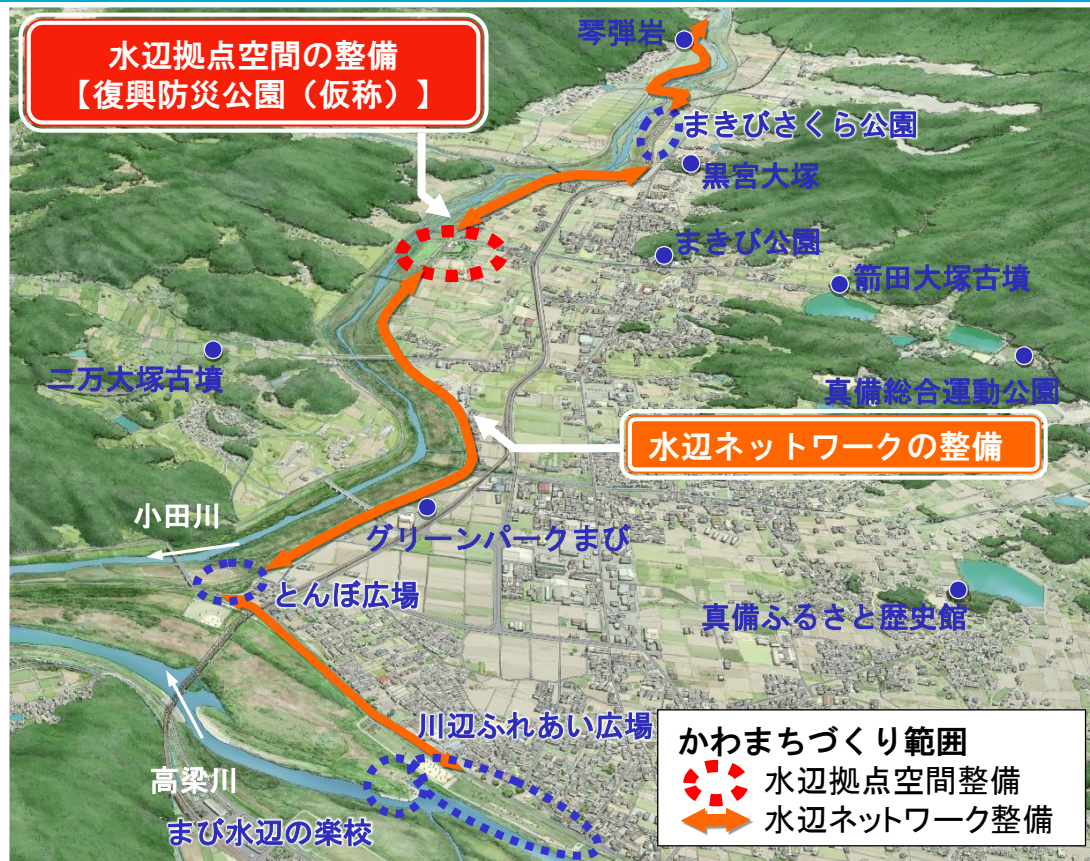 水辺拠点空間の整備
【復興防災公園（仮称）】
琴弾岩
まきびさくら公園
黒宮大塚
まきび公園
箭田大塚古墳
二万大塚古墳
真備総合運動公園
水辺ネットワークの整備
小田川
グリーンパークまび
とんぼ広場
真備ふるさと歴史館
川辺ふれあい広場
高梁川
まび水辺の楽校
かわまちづくり範囲
水辺拠点空間整備
水辺ネットワーク整備